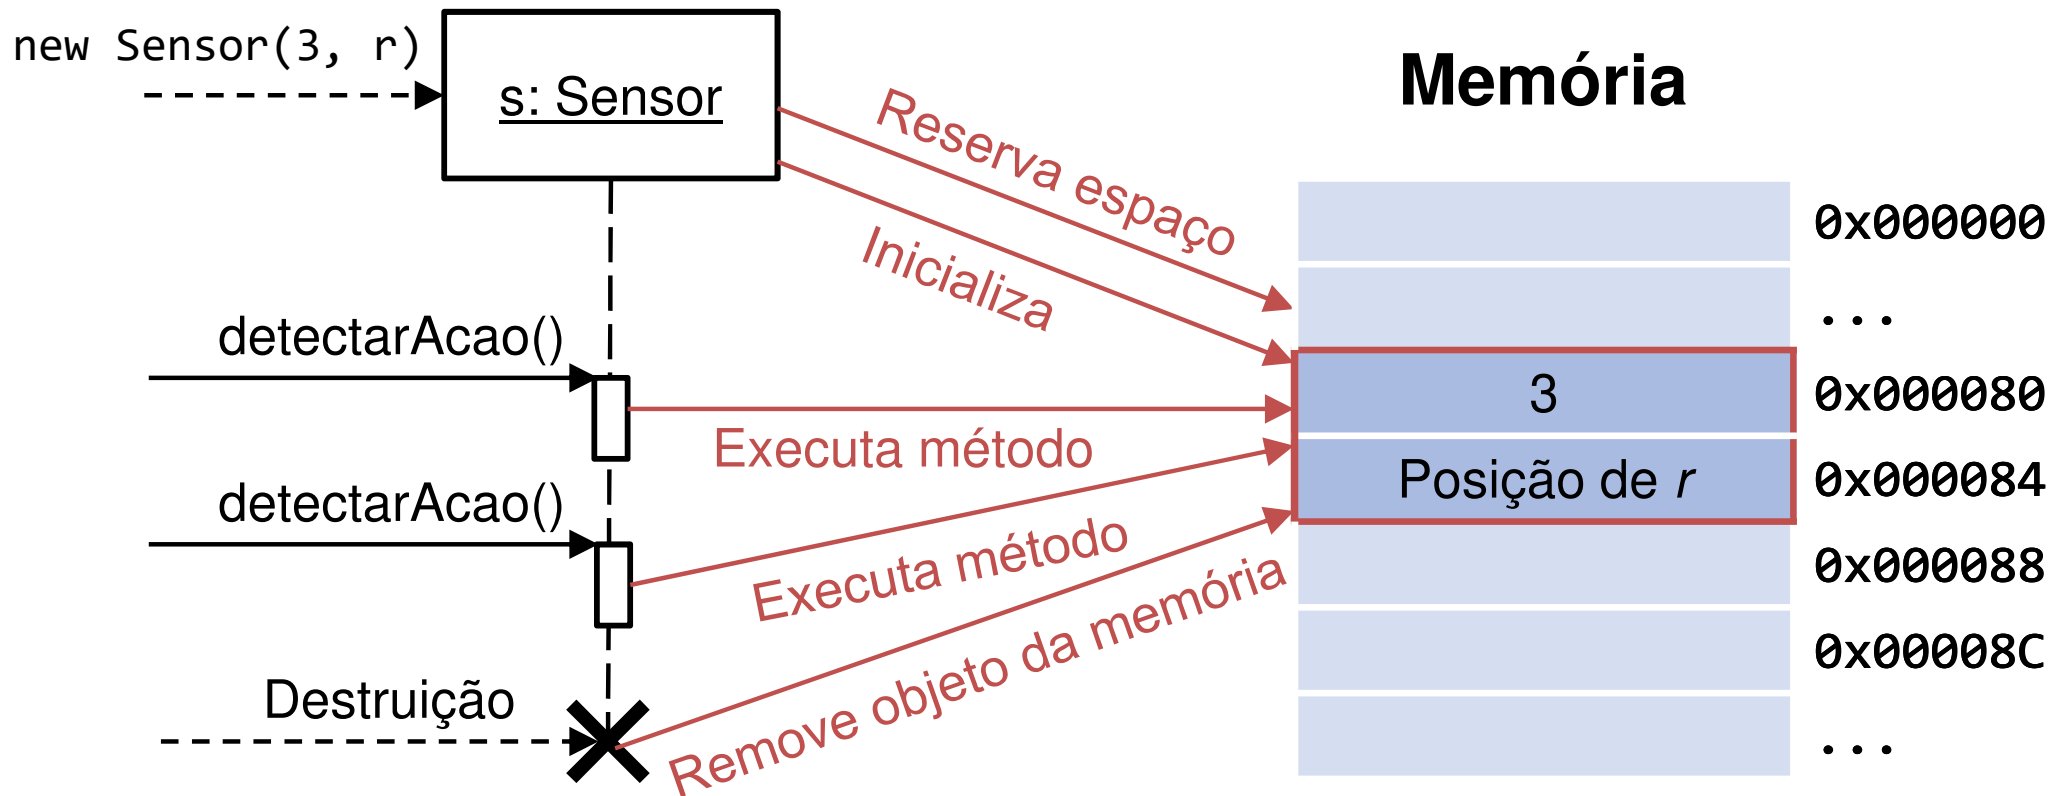 new Sensor(3, r)
s: Sensor
Memória
Reserva espaço
Inicializa
0x000000
...
detectarAcao()
3
0x000080
Executa método
Posição de r
0x000084
detectarAcao()
Executa método
0x000088
Remove objeto da memória
0x00008C
Destruição
...